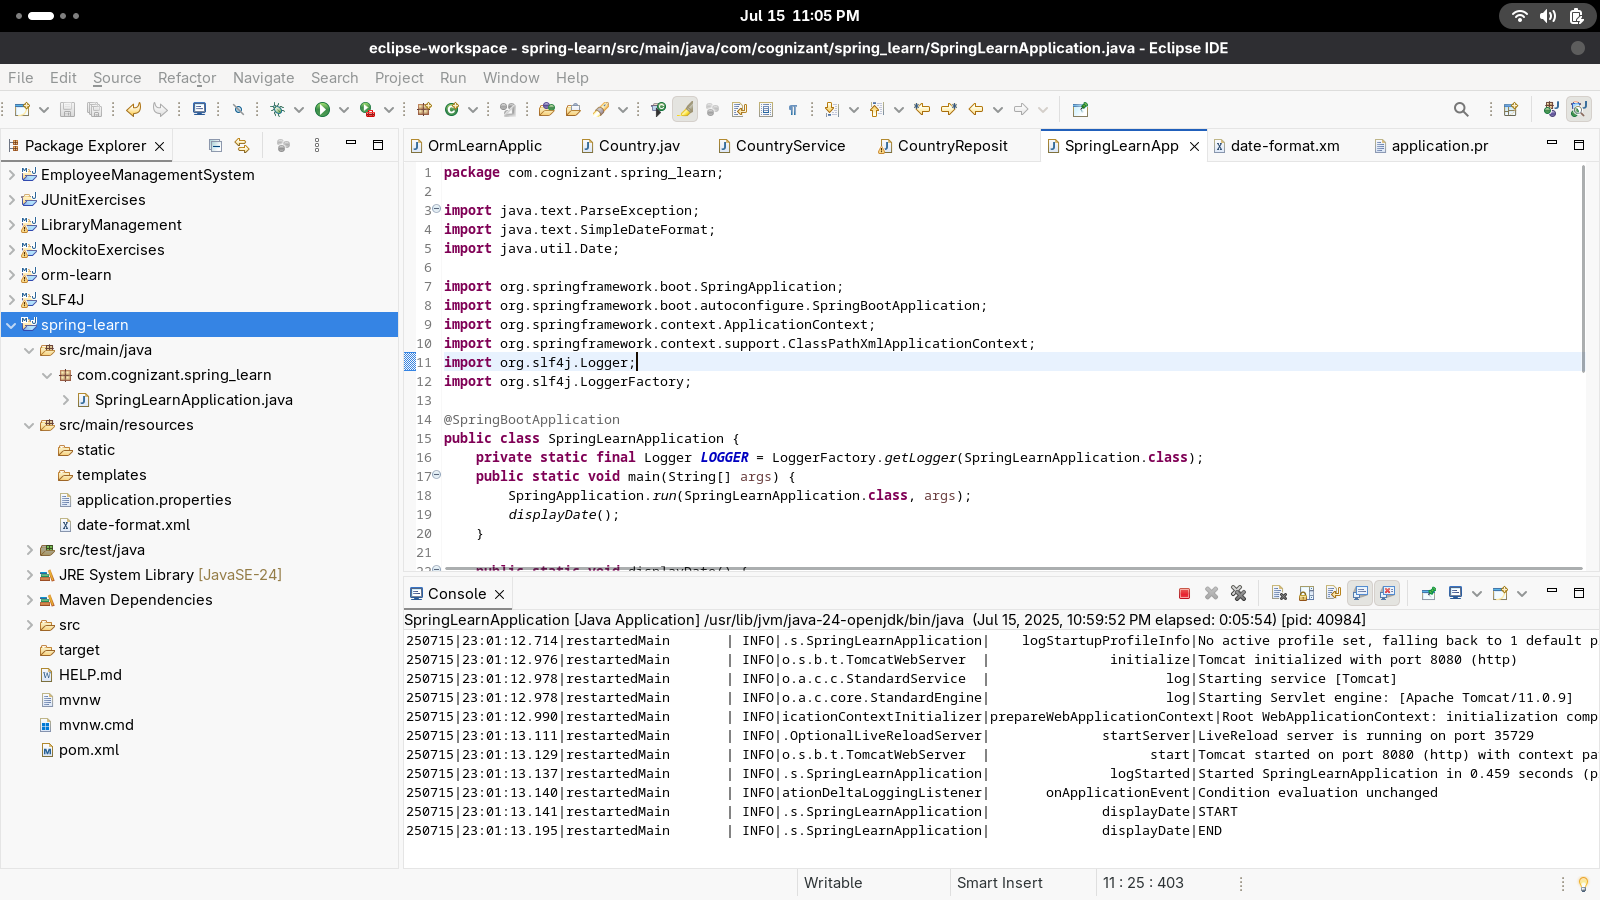 Jul 15 11:05 PM
eclipse-workspace - spring-learn/src/main/java/com/cognizant/spring_learn/SpringLearnApplication.java - Eclipse IDE
File Edit Source Refactor Navigate Search Project Run Window Help
Package Explorer
EmployeeManagementSystem
JUnitExercises
LibraryManagement
MockitoExercises
orm-learn
SLF4J
spring-learn
src/main/java
com.cognizant.spring_learn
SpringLearnApplication.java
src/main/resources
static
templates
application.properties
date-format.xml
src/test/java
JRE System Library [JavaSE-24]
Maven Dependencies
src
target
HELP.md
mvnw
mvnw.cmd
pom.xml
OrmLearnApplic Country.jav CountryService CountryReposit SpringLearnApp date-format.xm application.pr
1 package com.cognizant.spring_learn;
2
3 import java.text.ParseException;
4 import java.text.SimpleDateFormat;
5 import java.util.Date;
6
7 import org.springframework.boot.SpringApplication;
8 import org.springframework.boot.autoconfigure.SpringBootApplication;
9 import org.springframework.context.ApplicationContext;
10 import org.springframework.context.support.ClassPathXmlApplicationContext;
11 import org.slf4j.Logger;
12 import org.slf4j.LoggerFactory;
13
14 @SpringBootApplication
15 public class SpringLearnApplication {
16 private static final Logger LOGGER = LoggerFactory.getLogger(SpringLearnApplication.class);
17 public static void main(String[] args) {
18 SpringApplication.run(SpringLearnApplication.class, args);
19 displayDate();
20 }
21
22 public static void displayDate() {
Console
SpringLearnApplication [Java Application] /usr/lib/jvm/java-24-openjdk/bin/java (Jul 15, 2025, 10:59:52 PM elapsed: 0:05:54) [pid: 40984]
250715|23:01:12.714|restartedMain | INFO|.s.SpringLearnApplication| logStartupProfileInfo|No active profile set, falling back to 1 default p
250715|23:01:12.976|restartedMain | INFO|o.s.b.t.TomcatWebServer | initialize|Tomcat initialized with port 8080 (http)
250715|23:01:12.978|restartedMain | INFO|o.a.c.c.StandardService | log|Starting service [Tomcat]
250715|23:01:12.978|restartedMain | INFO|o.a.c.core.StandardEngine| log|Starting Servlet engine: [Apache Tomcat/11.0.9]
250715|23:01:12.990|restartedMain | INFO|icationContextInitializer|prepareWebApplicationContext|Root WebApplicationContext: initialization comp
250715|23:01:13.111|restartedMain | INFO|.OptionalLiveReloadServer| startServer|LiveReload server is running on port 35729
250715|23:01:13.129|restartedMain | INFO|o.s.b.t.TomcatWebServer | start|Tomcat started on port 8080 (http) with context pa
250715|23:01:13.137|restartedMain | INFO|.s.SpringLearnApplication| logStarted|Started SpringLearnApplication in 0.459 seconds (p
250715|23:01:13.140|restartedMain | INFO|ationDeltaLoggingListener| onApplicationEvent|Condition evaluation unchanged
250715|23:01:13.141|restartedMain | INFO|.s.SpringLearnApplication| displayDate|START
250715|23:01:13.195|restartedMain | INFO|.s.SpringLearnApplication| displayDate|END
Writable Smart Insert 11 : 25 : 403